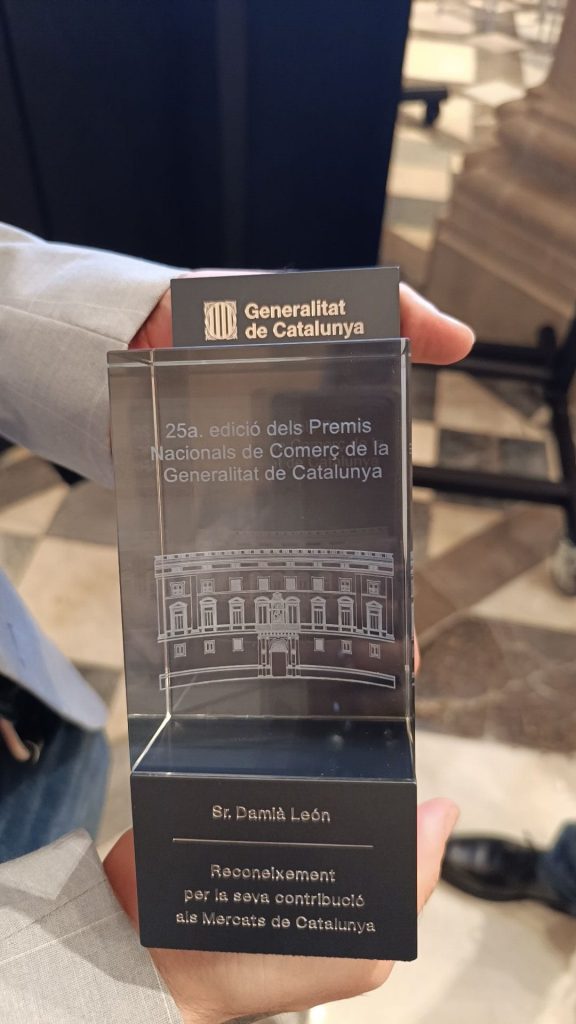 Generalitat
de Catalunya
25a. edició dels Premis
Nacionals de Comerç de la
Generalitat de Catalunya
Sr. Damià León
Reconeixement
per la seva contribució
als Mercats de Catalunya